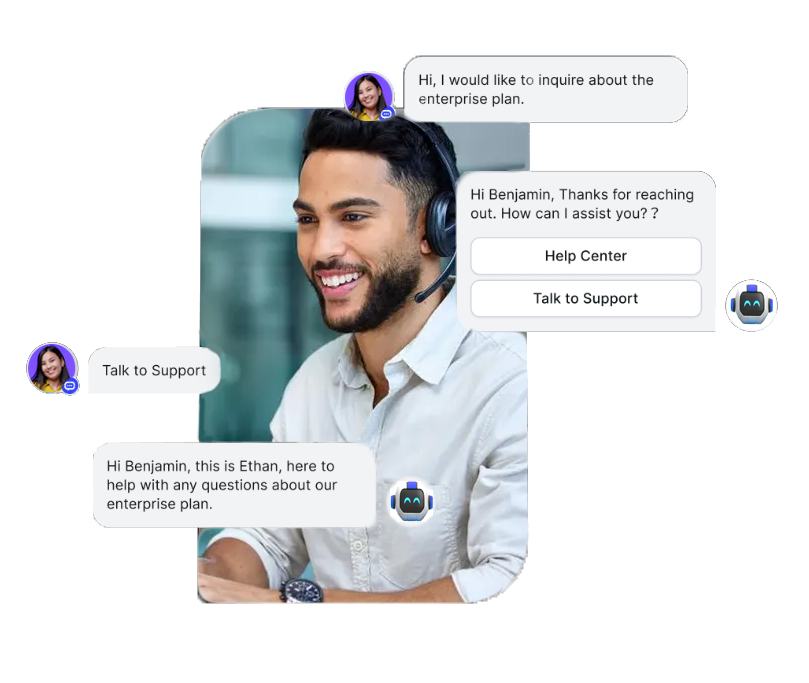 Hi, I would like to inquire about the
enterprise plan.
Hi Benjamin, Thanks for reaching
out. How can I assist you??
Help Center
Talk to Support
Talk to Support
Hi Benjamin, this is Ethan, here to
help with any questions about our
enterprise plan.